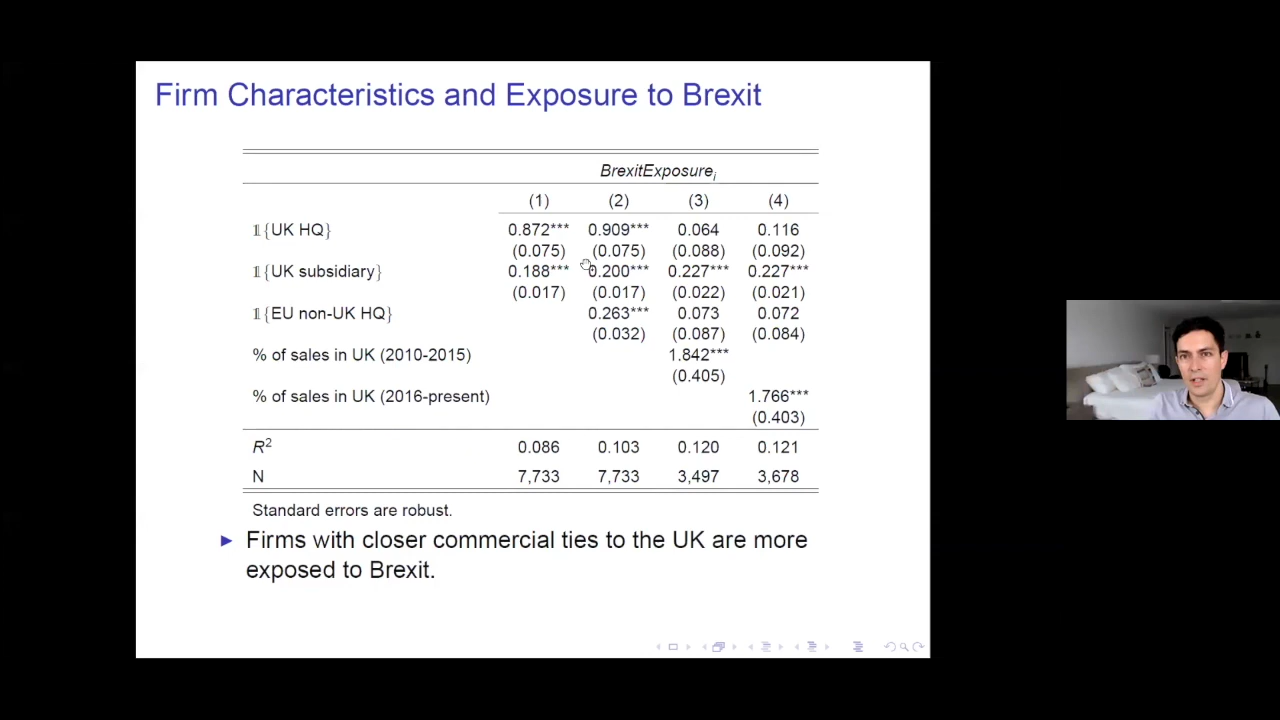 Firm Characteristics and Exposure to Brexit
BrexitExposure_i
(1) (2) (3) (4)
𝟙{UK HQ} 0.872*** 0.909*** 0.064 0.116
(0.075) (0.075) (0.088) (0.092)
𝟙{UK subsidiary} 0.188*** 0.200*** 0.227*** 0.227***
(0.017) (0.017) (0.022) (0.021)
𝟙{EU non-UK HQ} 0.263*** 0.073 0.072
(0.032) (0.087) (0.084)
% of sales in UK (2010-2015) 1.842***
(0.405)
% of sales in UK (2016-present) 1.766***
(0.403)
R² 0.086 0.103 0.120 0.121
N 7,733 7,733 3,497 3,678
Standard errors are robust.
► Firms with closer commercial ties to the UK are more
exposed to Brexit.